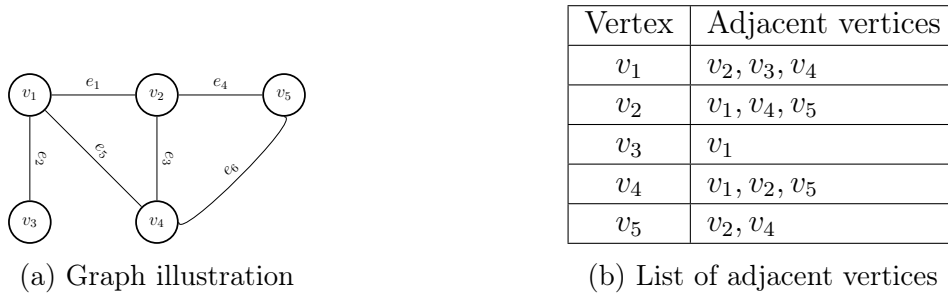 Vertex Adjacent vertices
v₁ v₂, v₃, v₄
v₂ v₁, v₄, v₅
v₃ v₁
v₄ v₁, v₂, v₅
v₅ v₂, v₄
v₁ e₁ v₂ e₄ v₅
e₂ e₅ e₃ e₆
v₃ v₄
(a) Graph illustration
(b) List of adjacent vertices